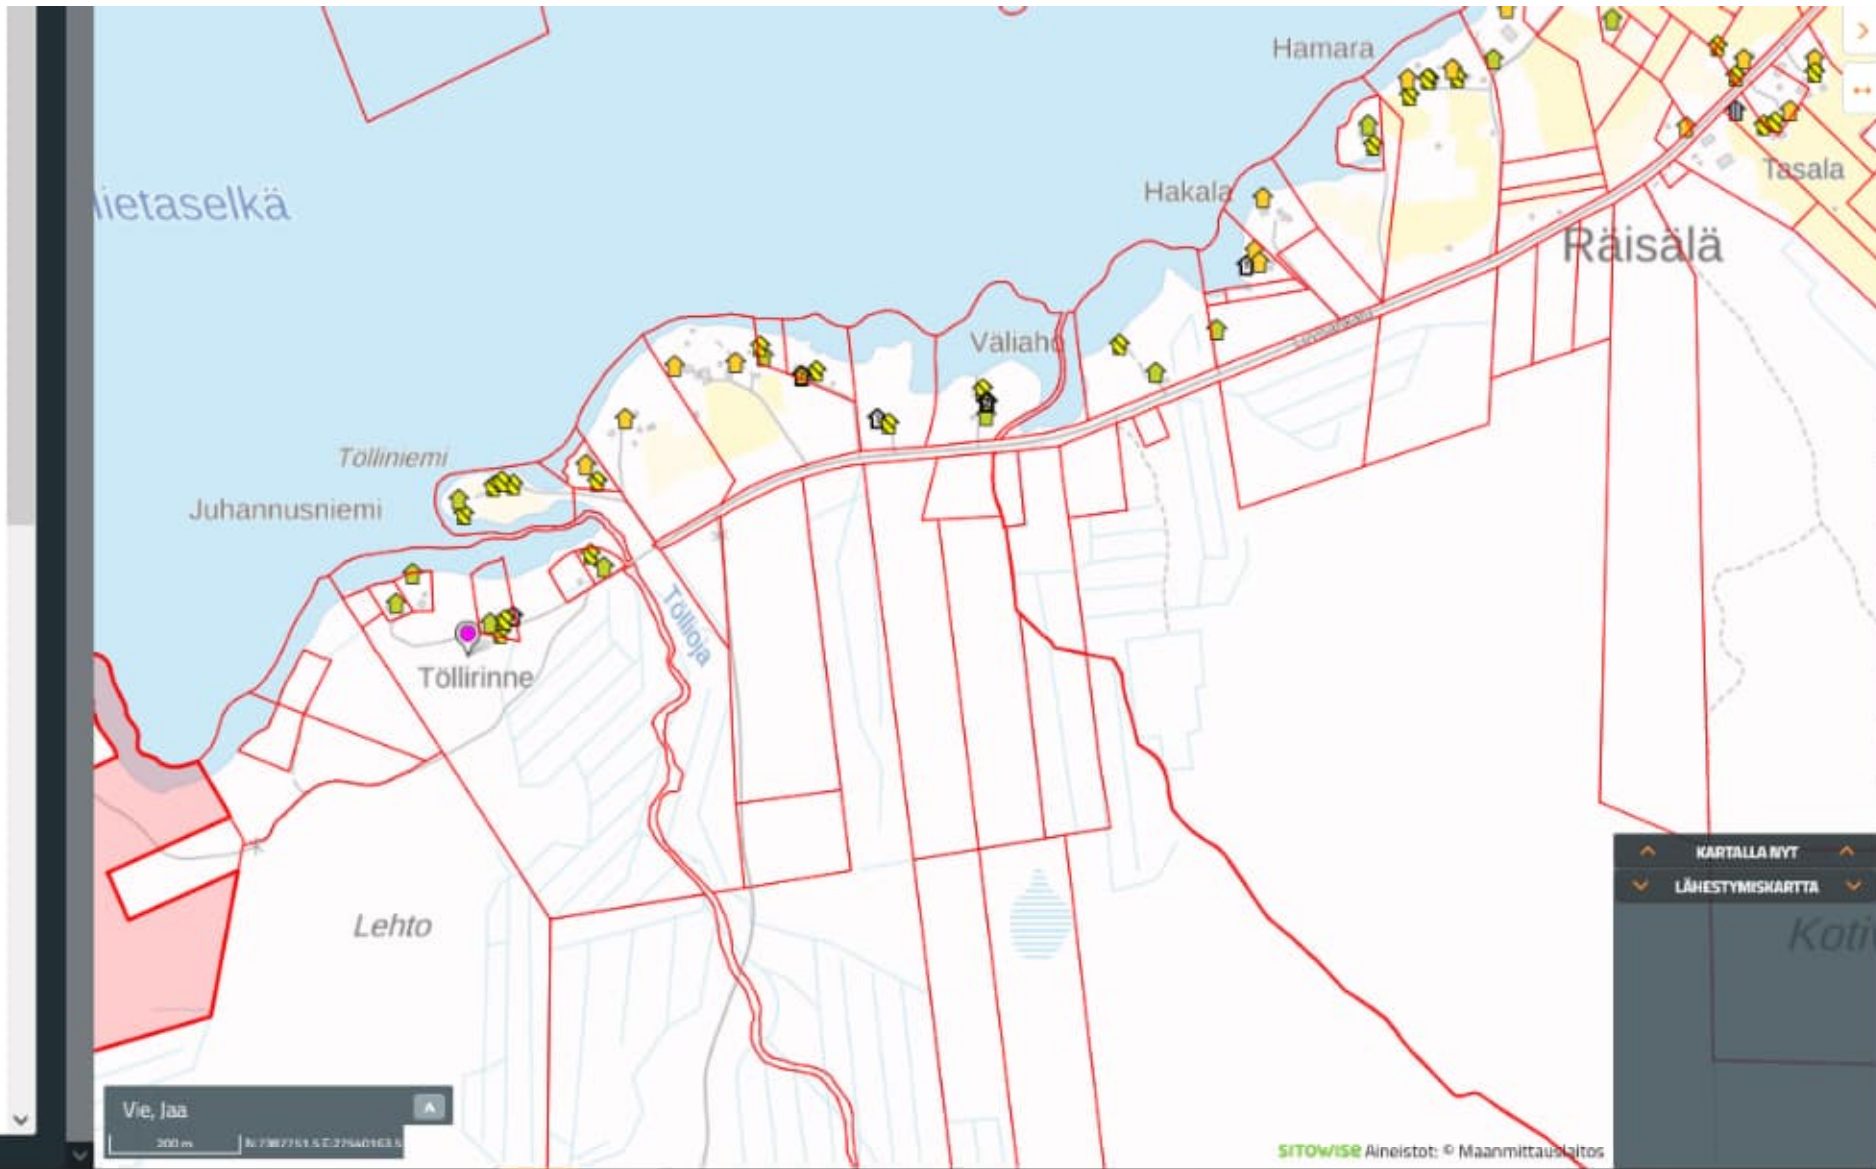 Hamara
Tasala
Hakala
lietaselkä
Räisälä
Väliaho
Tölliniemi
Juhannusniemi
Töllioja
Töllirinne
KARTALLA NYT
LÄHESTYMISKARTTA
Lehto
Koti
Vie, Jaa
200 m
SITOWISE Aineistot: © Maanmittauslaitos